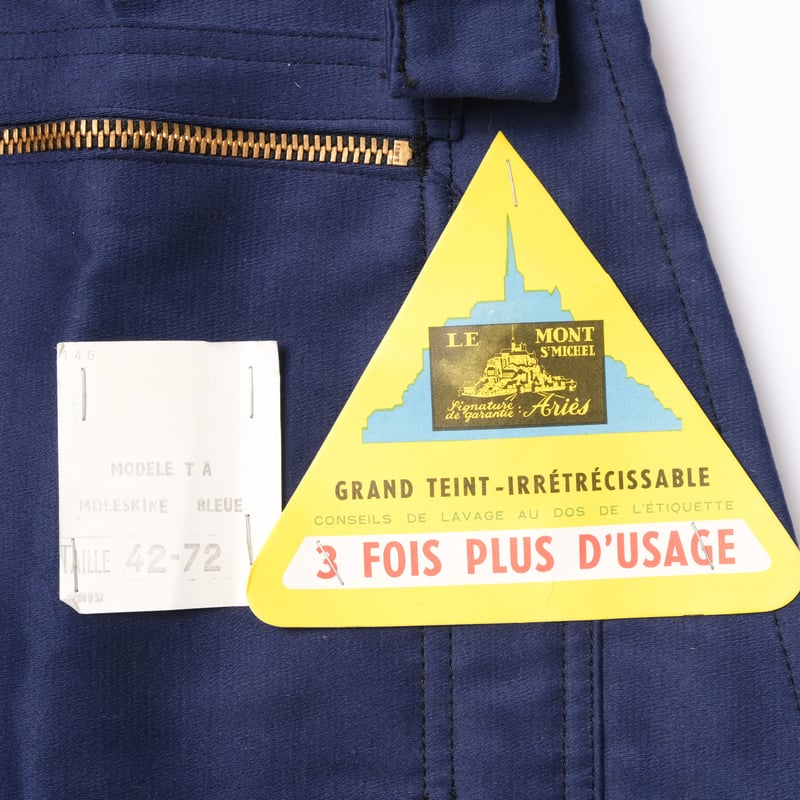 146
MODELE T A
MOLESKINE BLEUE
TAILLE 42-72
LE MONT
ST MICHEL
Signature
de garantie : Ariès
GRAND TEINT-IRRÉTRÉCISSABLE
CONSEILS DE LAVAGE AU DOS DE L'ÉTIQUETTE
3 FOIS PLUS D'USAGE